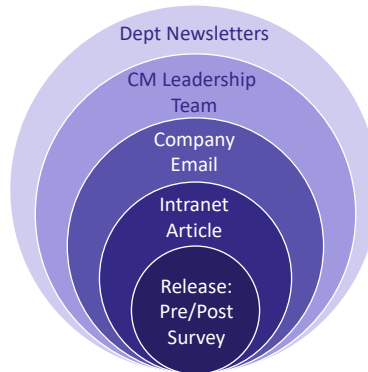 Dept Newsletters
CM Leadership
Team
Company
Email
Intranet
Article
Release:
Pre/Post
Survey